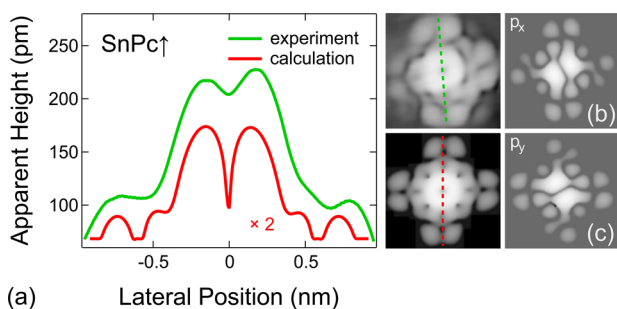 SnPc↑
experiment
calculation
× 2
Apparent Height (pm)
250
200
150
100
-0.5
0
0.5
Lateral Position (nm)
(a)
px
(b)
py
(c)